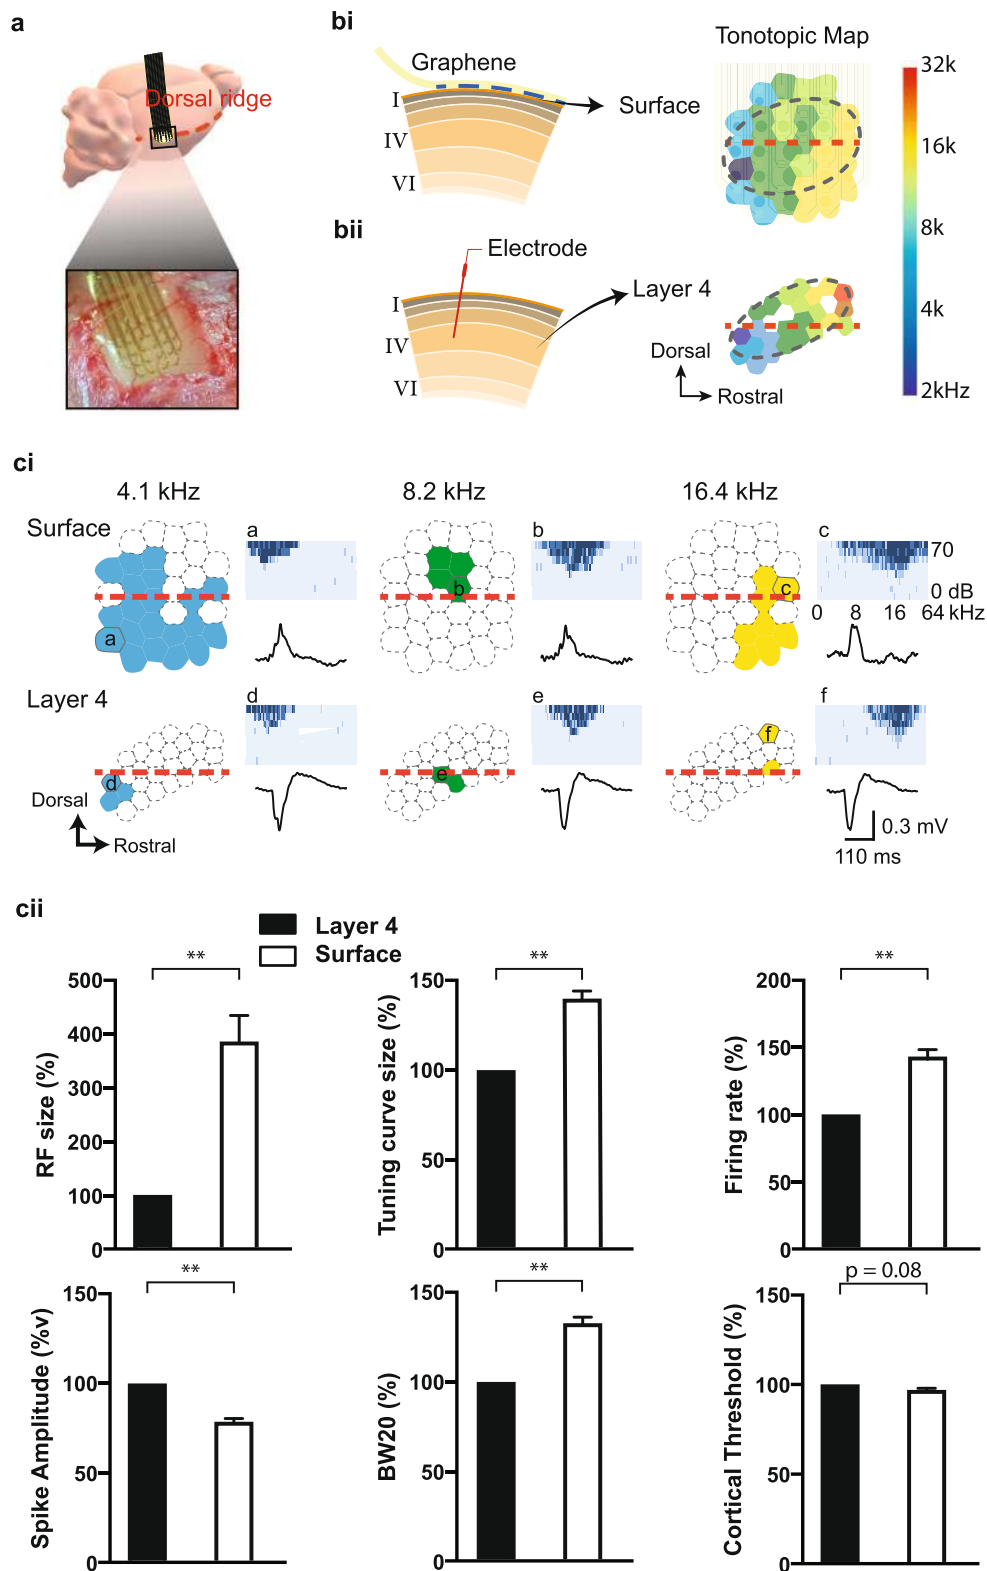 a
Dorsal ridge
bi
Graphene
I
IV
VI
Surface
Tonotopic Map
32k
16k
8k
4k
2kHz
bii
Electrode
I
IV
VI
Layer 4
Dorsal
Rostral
ci
4.1 kHz
8.2 kHz
16.4 kHz
Surface
a
a
b
b
c
c
70
0 dB
0 8 16 64 kHz
Layer 4
d
d
e
e
f
f
Dorsal
Rostral
0.3 mV
110 ms
cii
Layer 4
Surface
**
RF size (%)
500
400
300
200
100
0
**
Tuning curve size (%)
150
100
50
0
**
Firing rate (%)
200
150
100
50
0
**
Spike Amplitude (%v)
150
100
50
0
**
BW20 (%)
150
100
50
0
p = 0.08
Cortical Threshold (%)
150
100
50
0